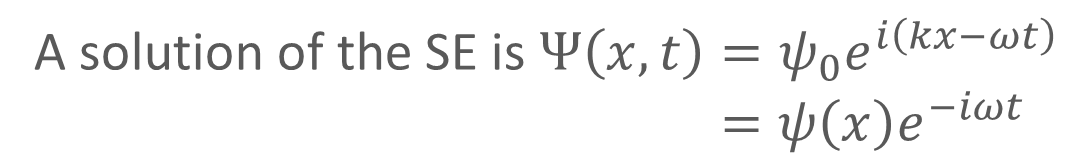 A solution of the SE is Ψ(x, t) = ψ₀e^{i(kx−ωt)}
= ψ(x)e^{−iωt}